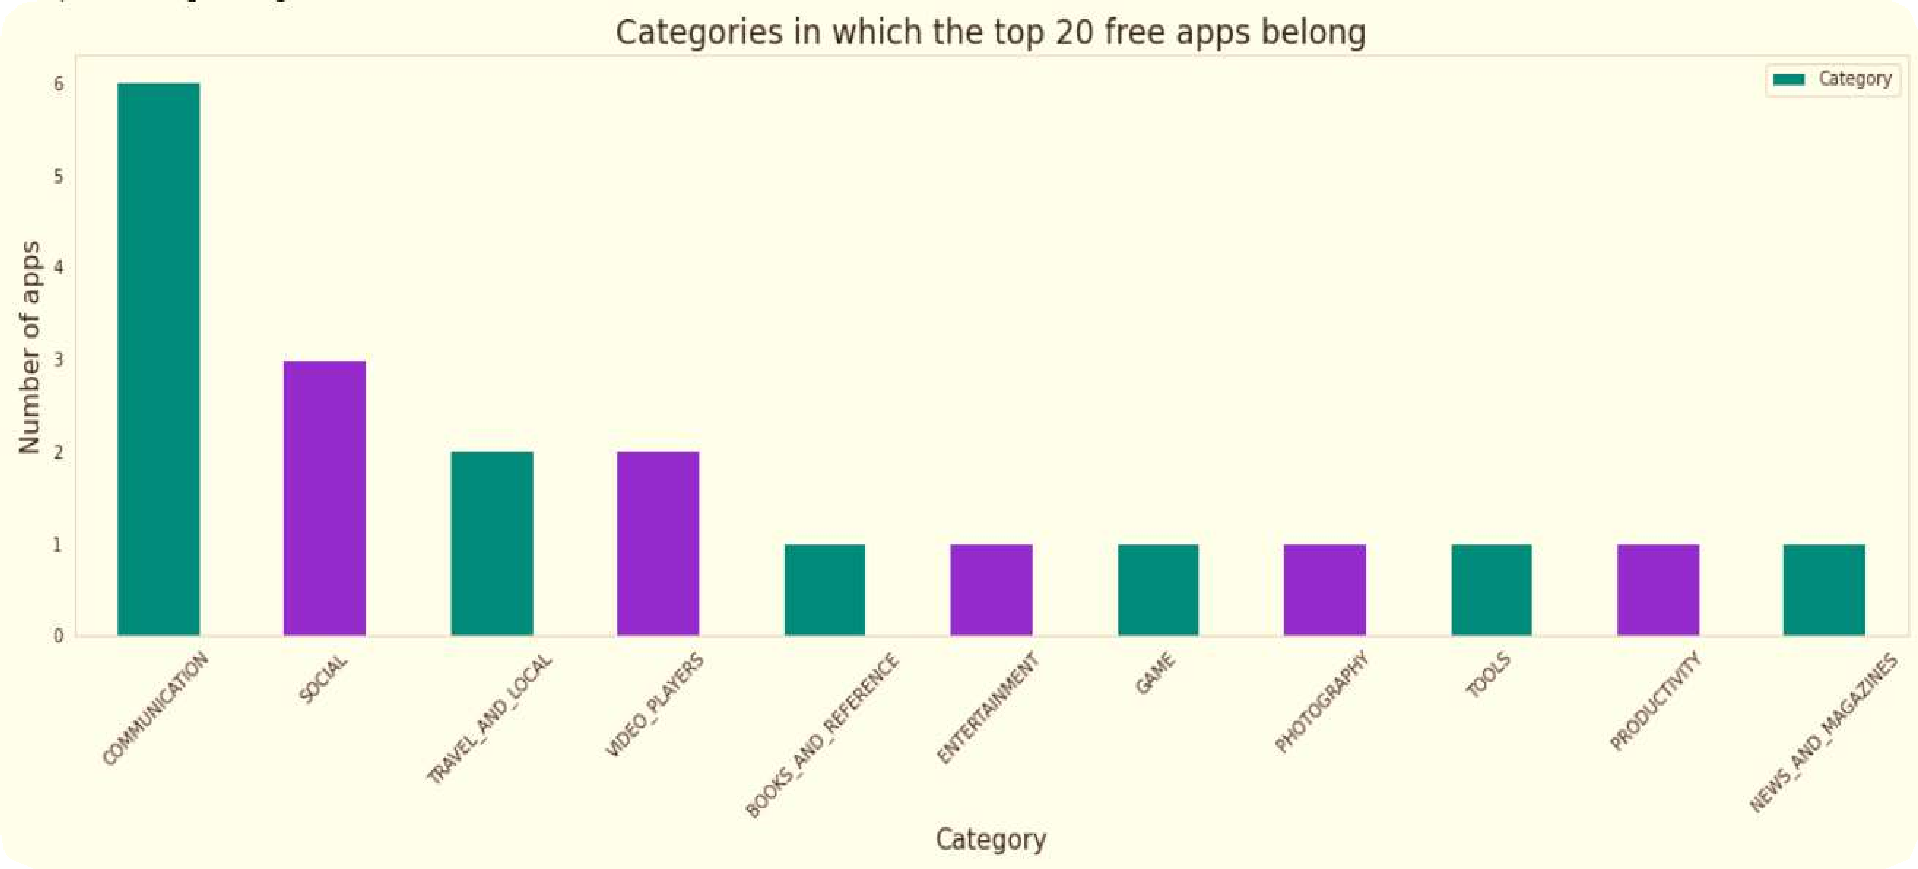 Categories in which the top 20 free apps belong
Category
6
5
4
3
2
1
0
Number of apps
COMMUNICATION
SOCIAL
TRAVEL_AND_LOCAL
VIDEO_PLAYERS
BOOKS_AND_REFERENCE
ENTERTAINMENT
GAME
PHOTOGRAPHY
TOOLS
PRODUCTIVITY
NEWS_AND_MAGAZINES
Category